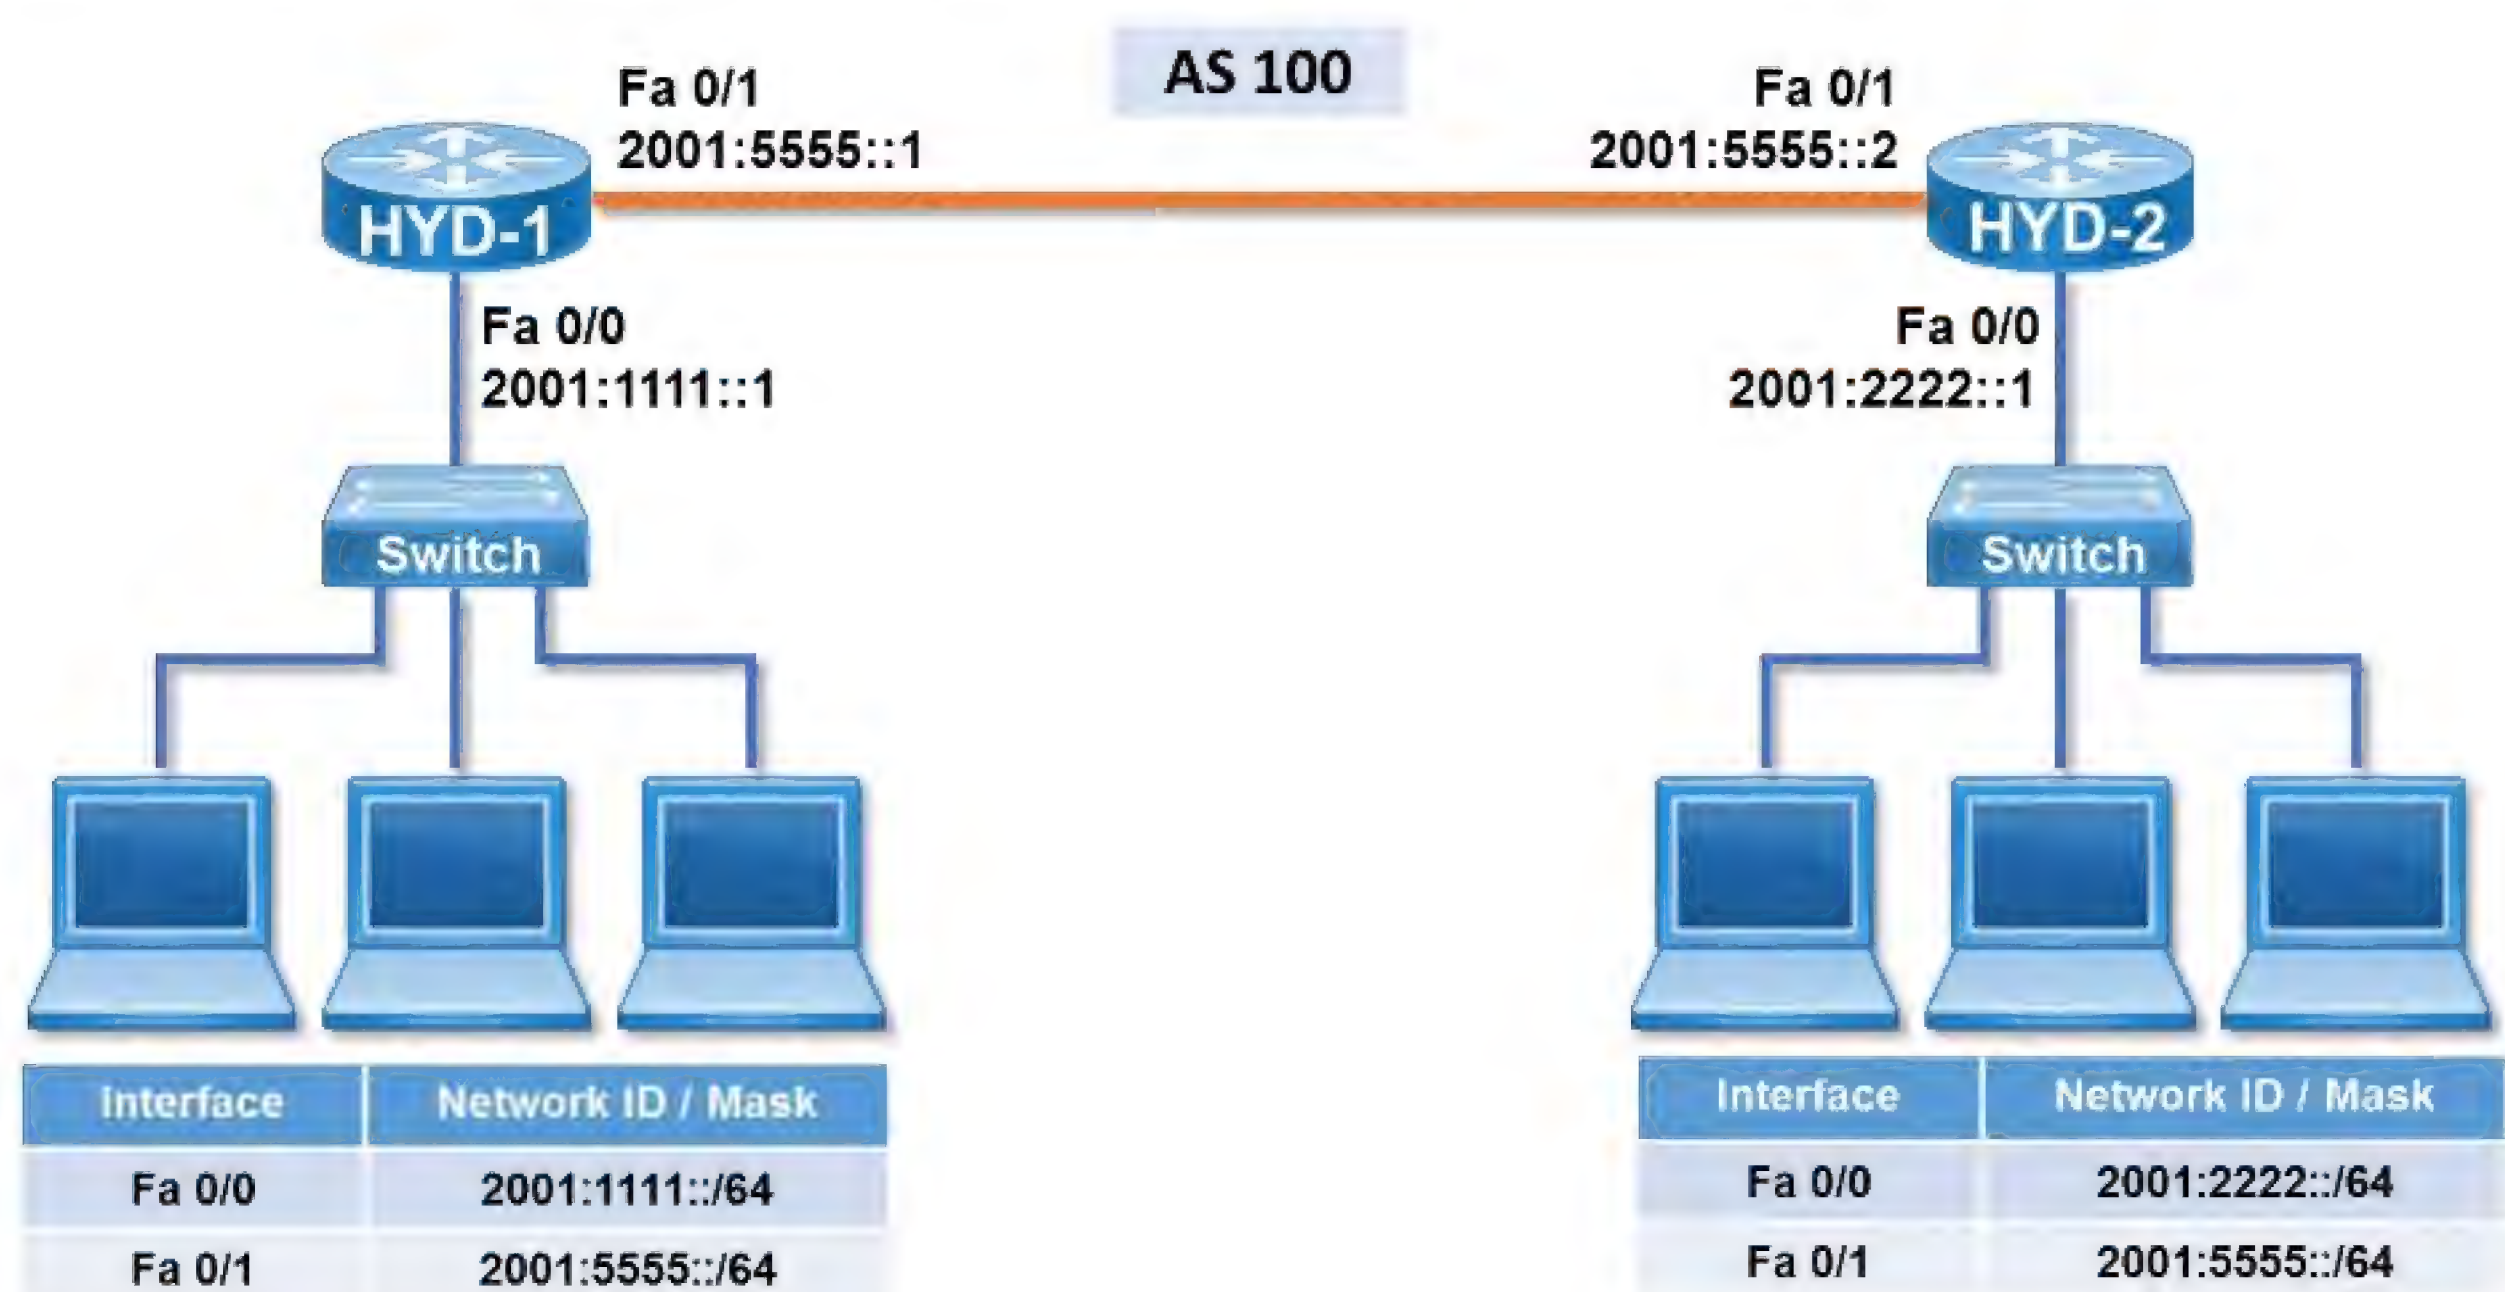 AS 100
Fa 0/1
2001:5555::1
Fa 0/1
2001:5555::2
HYD-1
HYD-2
Fa 0/0
2001:1111::1
Fa 0/0
2001:2222::1
Switch
Switch
Interface Network ID / Mask
Fa 0/0 2001:1111::/64
Fa 0/1 2001:5555::/64
Interface Network ID / Mask
Fa 0/0 2001:2222::/64
Fa 0/1 2001:5555::/64